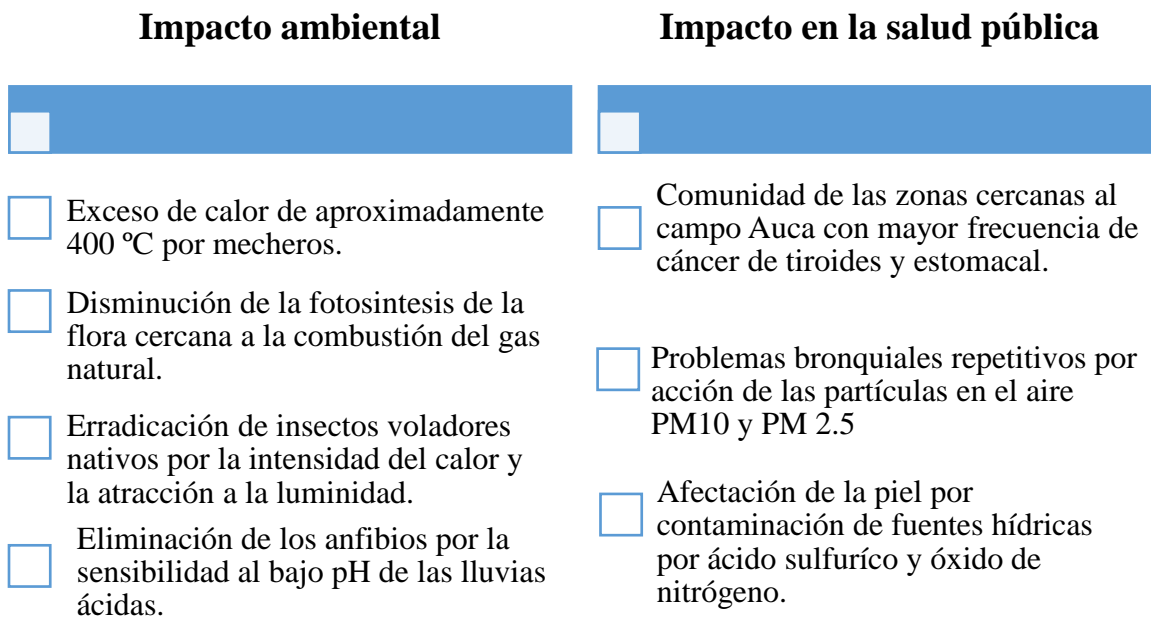 Impacto ambiental
Exceso de calor de aproximadamente
400 ºC por mecheros.
Disminución de la fotosintesis de la
flora cercana a la combustión del gas
natural.
Erradicación de insectos voladores
nativos por la intensidad del calor y
la atracción a la luminidad.
Eliminación de los anfibios por la
sensibilidad al bajo pH de las lluvias
ácidas.
Impacto en la salud pública
Comunidad de las zonas cercanas al
campo Auca con mayor frecuencia de
cáncer de tiroides y estomacal.
Problemas bronquiales repetitivos por
acción de las partículas en el aire
PM10 y PM 2.5
Afectación de la piel por
contaminación de fuentes hídricas
por ácido sulfuríco y óxido de
nitrógeno.